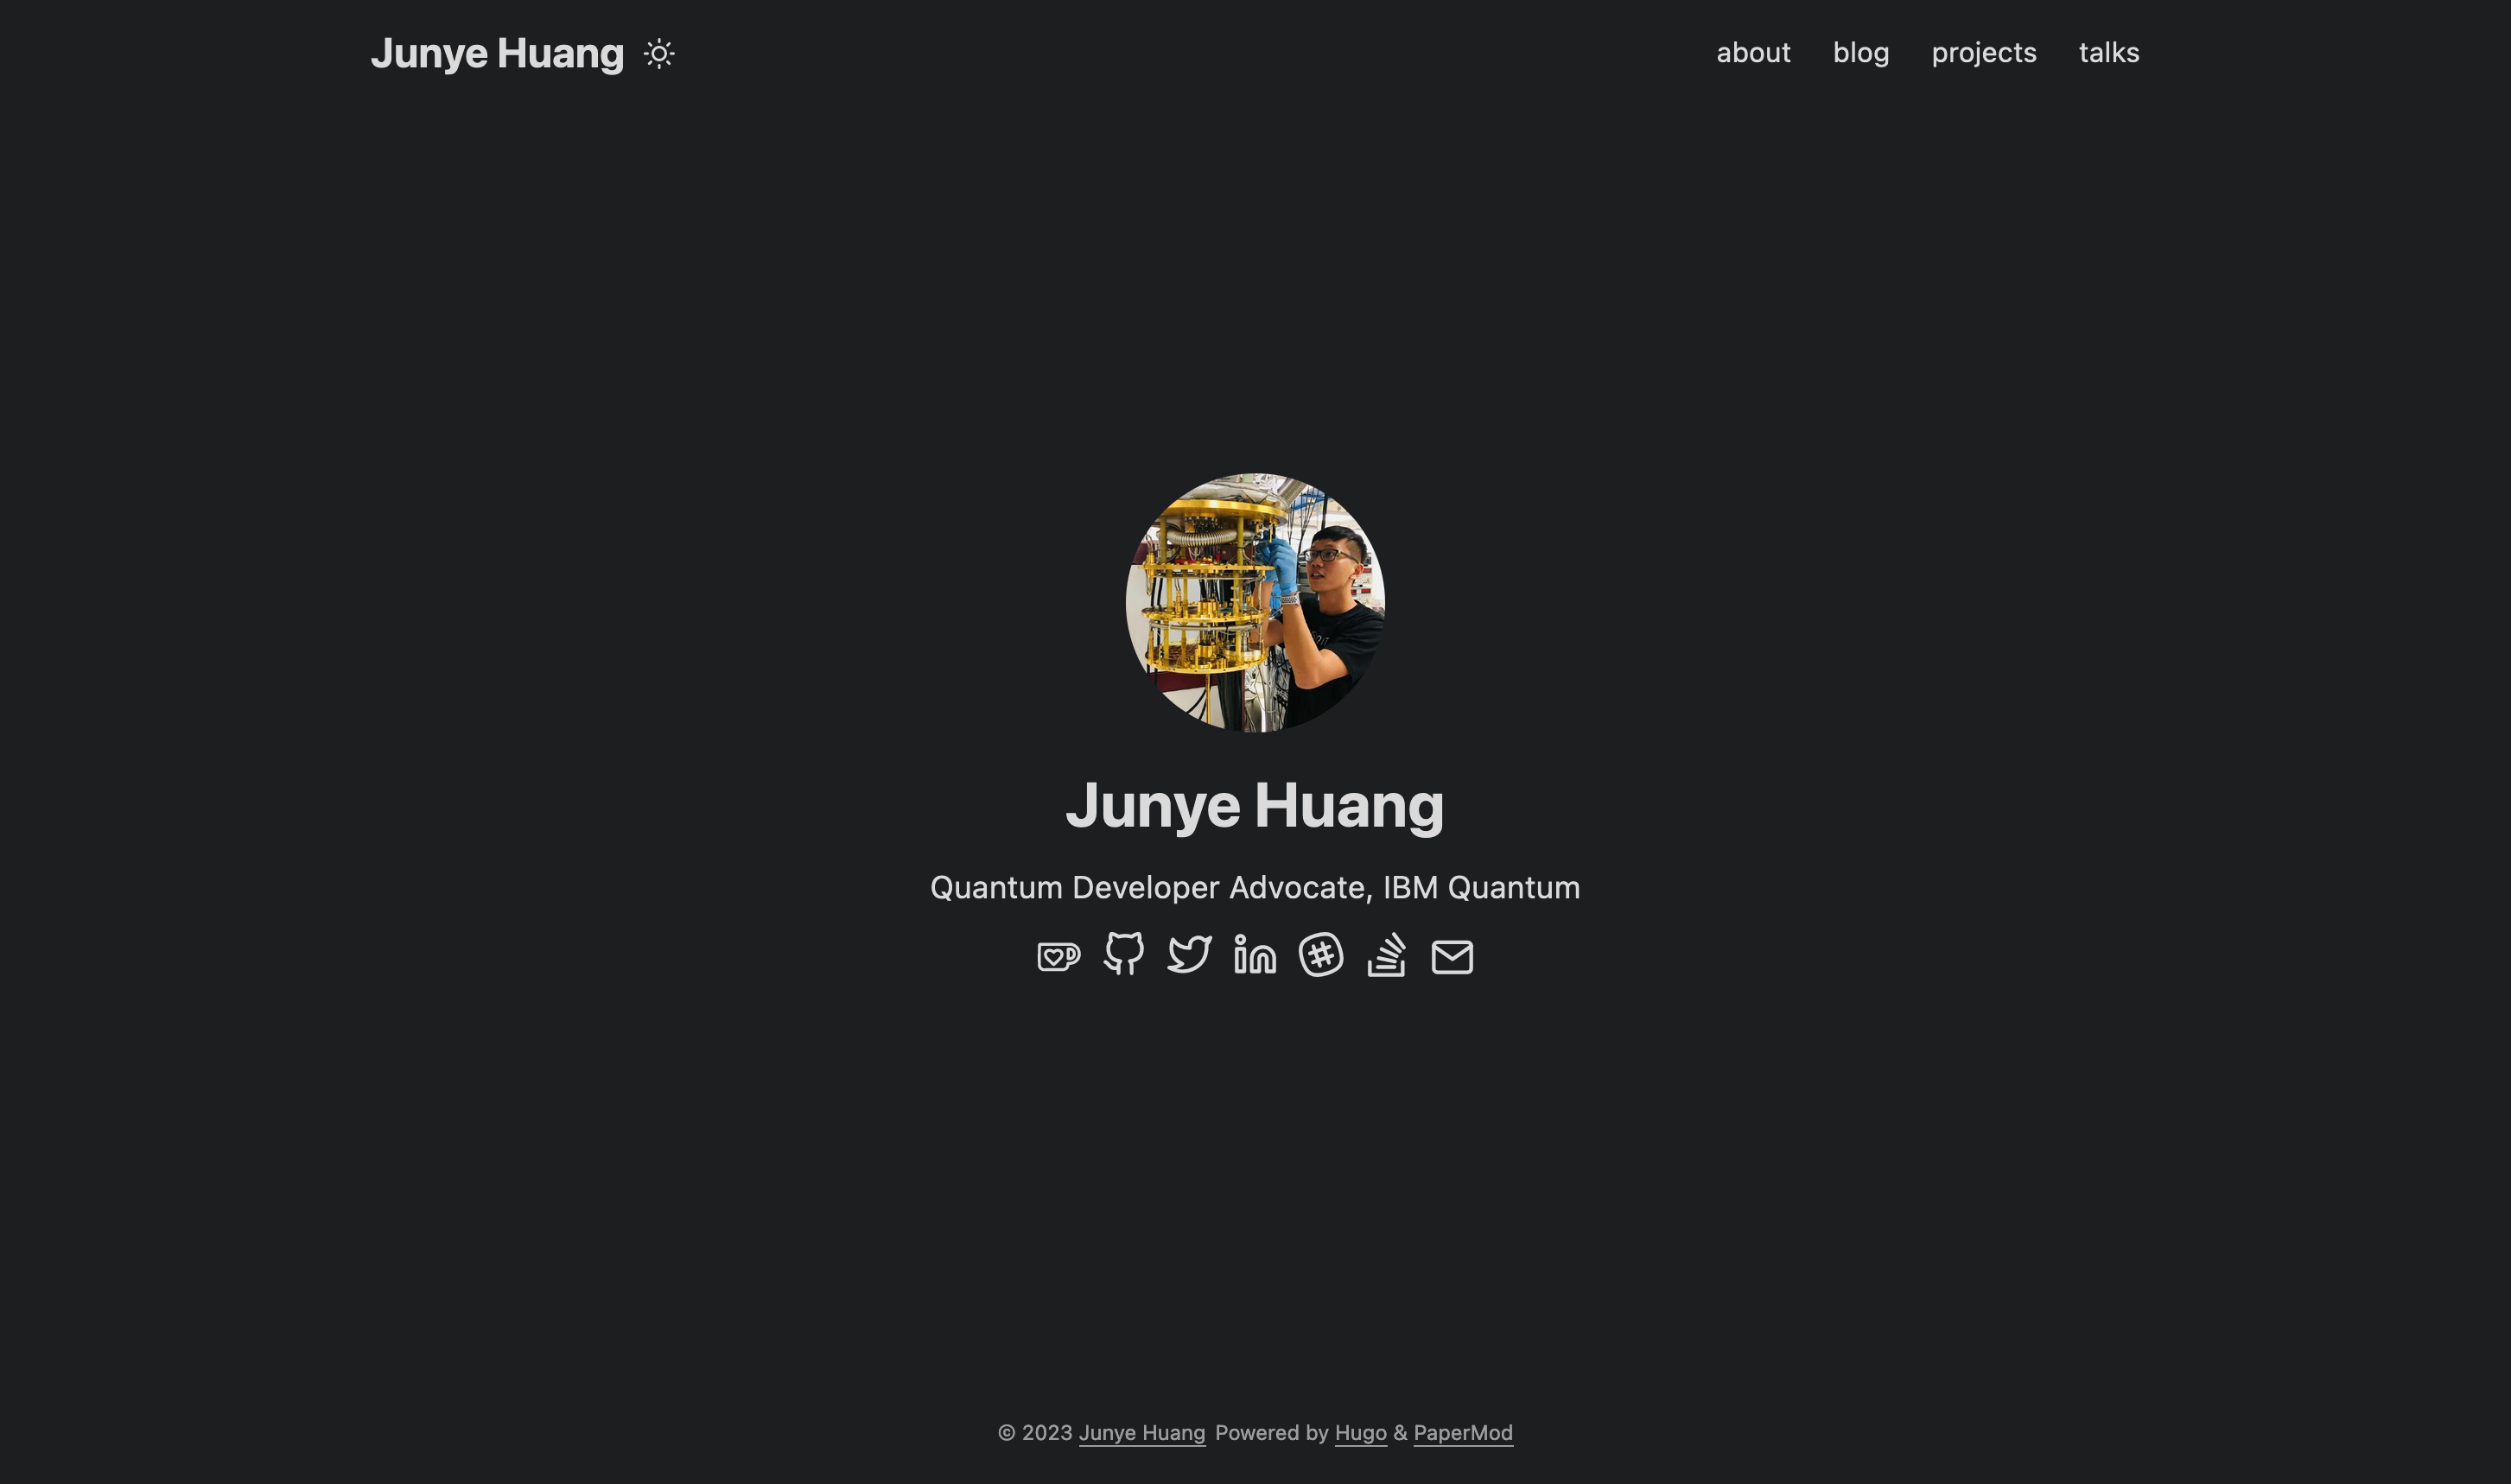 Junye Huang
about blog projects talks
Junye Huang
Quantum Developer Advocate, IBM Quantum
© 2023 Junye Huang Powered by Hugo & PaperMod